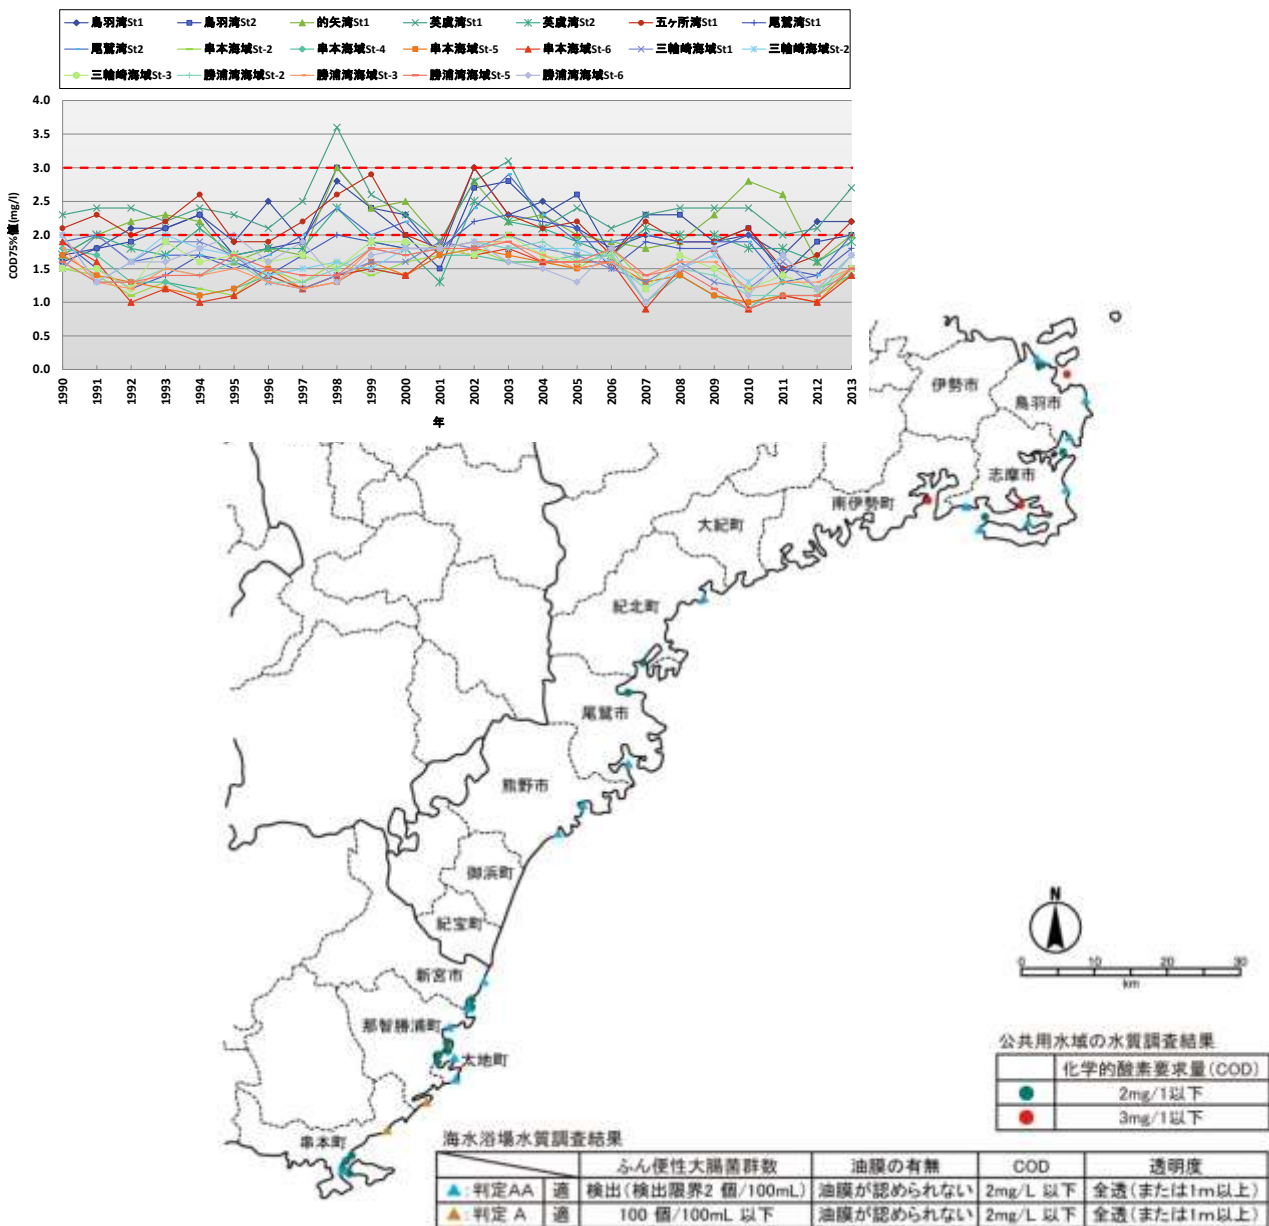 鳥羽湾St1 鳥羽湾St2 的矢湾St1 英虞湾St1 英虞湾St2 五ヶ所湾St1 尾鷲湾St1
尾鷲湾St2 串本海域St-2 串本海域St-4 串本海域St-5 串本海域St-6 三輪崎海域St1 三輪崎海域St-2
三輪崎海域St-3 勝浦湾海域St-2 勝浦湾海域St-3 勝浦湾海域St-5 勝浦湾海域St-6
COD75%値(mg/l)
4.0
3.5
3.0
2.5
2.0
1.5
1.0
0.5
0.0
1990 1991 1992 1993 1994 1995 1996 1997 1998 1999 2000 2001 2002 2003 2004 2005 2006 2007 2008 2009 2010 2011 2012 2013
年
伊勢市
鳥羽市
志摩市
南伊勢町
大紀町
紀北町
尾鷲市
熊野市
御浜町
紀宝町
新宮市
那智勝浦町
太地町
串本町
N
0 10 20 30
km
公共用水域の水質調査結果
化学的酸素要求量(COD)
2mg/1以下
3mg/1以下
海水浴場水質調査結果
ふん便性大腸菌群数 油膜の有無 COD 透明度
:判定AA 適 検出(検出限界2 個/100mL) 油膜が認められない 2mg/L 以下 全透(または1m以上)
:判定 A 適 100 個/100mL 以下 油膜が認められない 2mg/L 以下 全透(または1m以上)